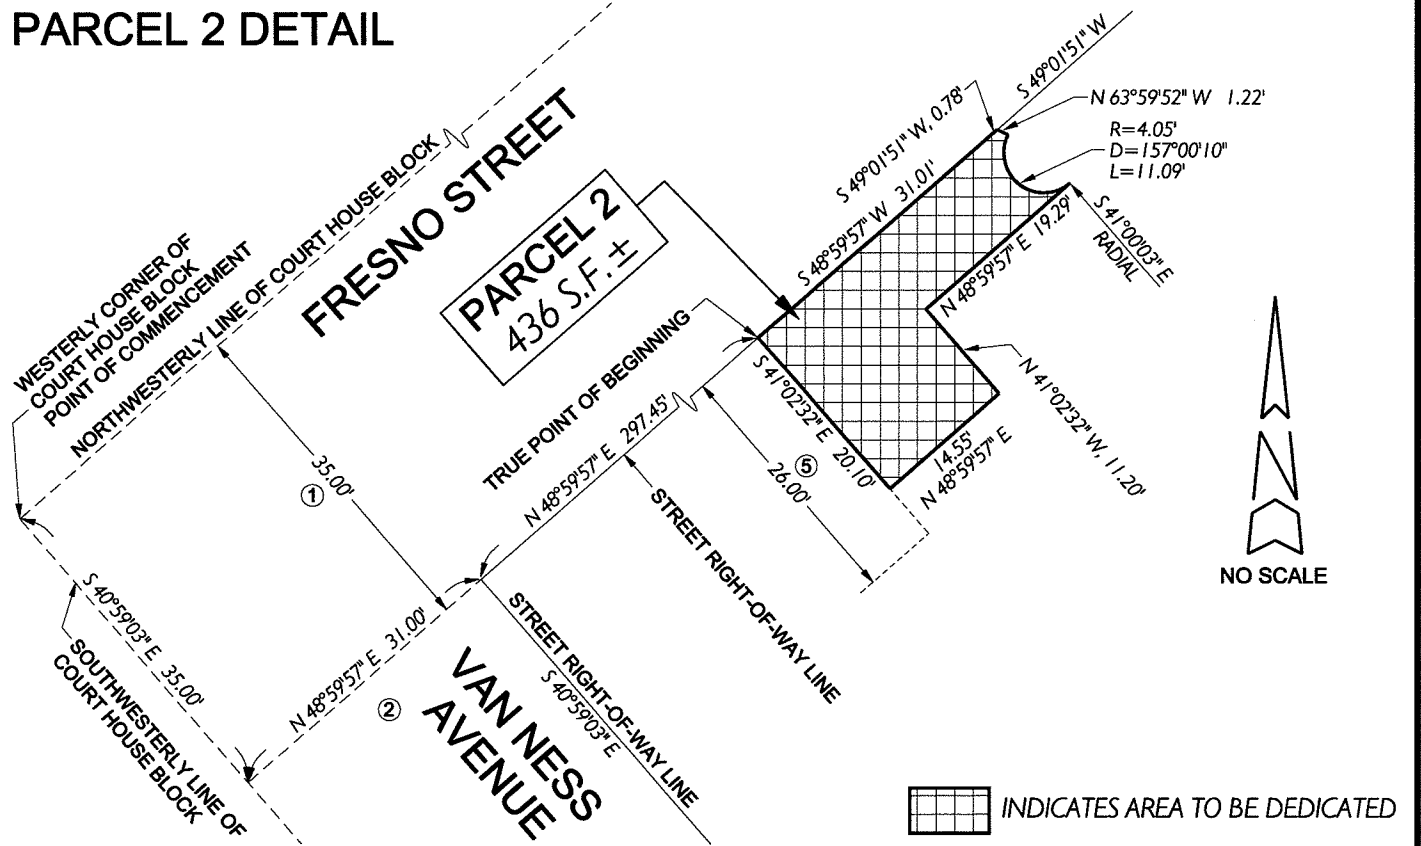 PARCEL 2 DETAIL
S 49°01'51" W
N 63°59'52" W 1.22'
R=4.05'
D=157°00'10"
L=11.09'
S 49°01'51" W, 0.78'
S 48°59'57" W 31.01'
FRESNO STREET
PARCEL 2
436 S.F.±
S 41°00'03" E
RADIAL
N 48°59'57" E 19.29'
WESTERLY CORNER OF
COURT HOUSE BLOCK
POINT OF COMMENCEMENT
NORTHWESTERLY LINE OF COURT HOUSE BLOCK
TRUE POINT OF BEGINNING
S 41°02'32" E 20.10'
N 41°02'32" W, 11.20'
14.55'
N 48°59'57" E
N 48°59'57" E 297.45'
5
26.00'
35.00'
1
STREET RIGHT-OF-WAY LINE
NO SCALE
S 40°59'03" E 35.00'
SOUTHWESTERLY LINE OF
COURT HOUSE BLOCK
N 48°59'57" E 31.00'
2
STREET RIGHT-OF-WAY LINE
S 40°59'03" E
VAN NESS
AVENUE
INDICATES AREA TO BE DEDICATED